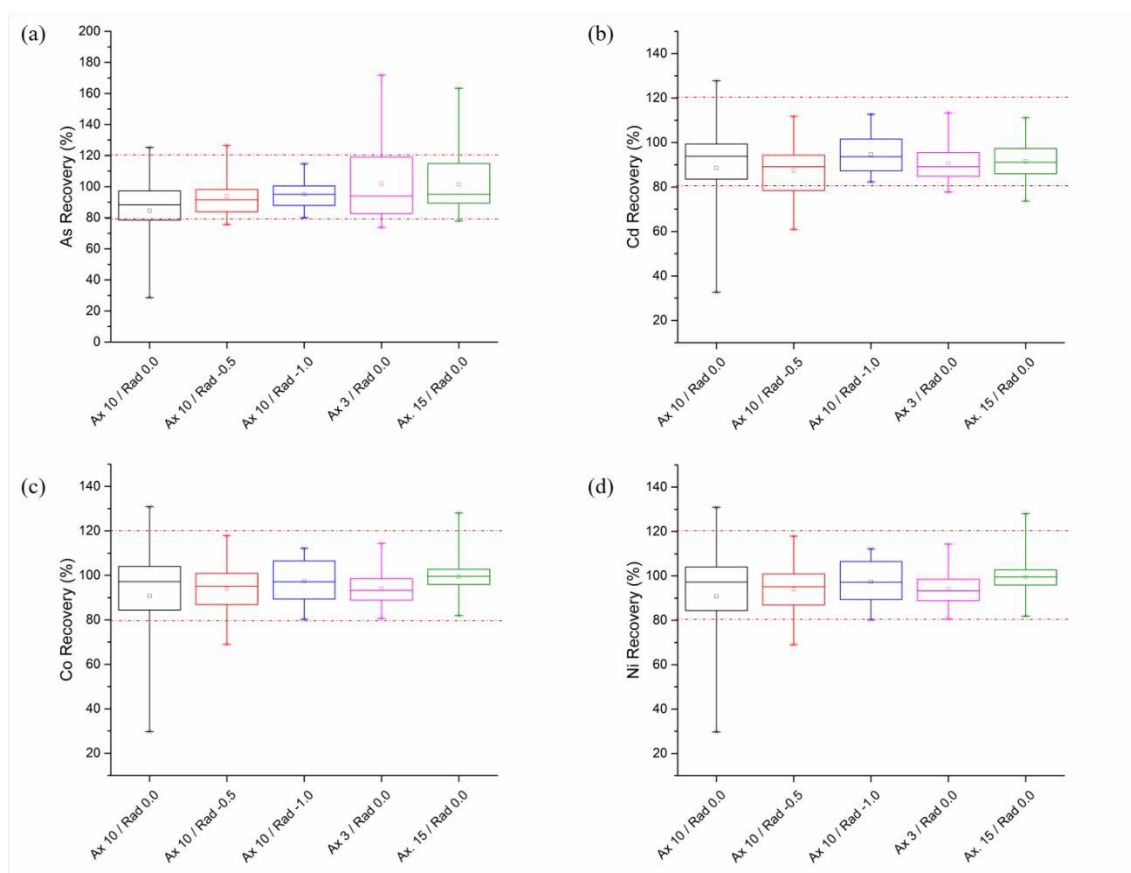 (a)
As Recovery (%)
200
180
160
140
120
100
80
60
40
20
0
Ax 10 / Rad 0.0
Ax 10 / Rad -0.5
Ax 10 / Rad -1.0
Ax 3 / Rad 0.0
Ax. 15 / Rad 0.0
(b)
Cd Recovery (%)
140
120
100
80
60
40
20
Ax 10 / Rad 0.0
Ax 10 / Rad -0.5
Ax 10 / Rad -1.0
Ax 3 / Rad 0.0
Ax. 15 / Rad 0.0
(c)
Co Recovery (%)
140
120
100
80
60
40
20
Ax 10 / Rad 0.0
Ax 10 / Rad -0.5
Ax 10 / Rad -1.0
Ax 3 / Rad 0.0
Ax. 15 / Rad 0.0
(d)
Ni Recovery (%)
140
120
100
80
60
40
20
Ax 10 / Rad 0.0
Ax 10 / Rad -0.5
Ax 10 / Rad -1.0
Ax 3 / Rad 0.0
Ax. 15 / Rad 0.0